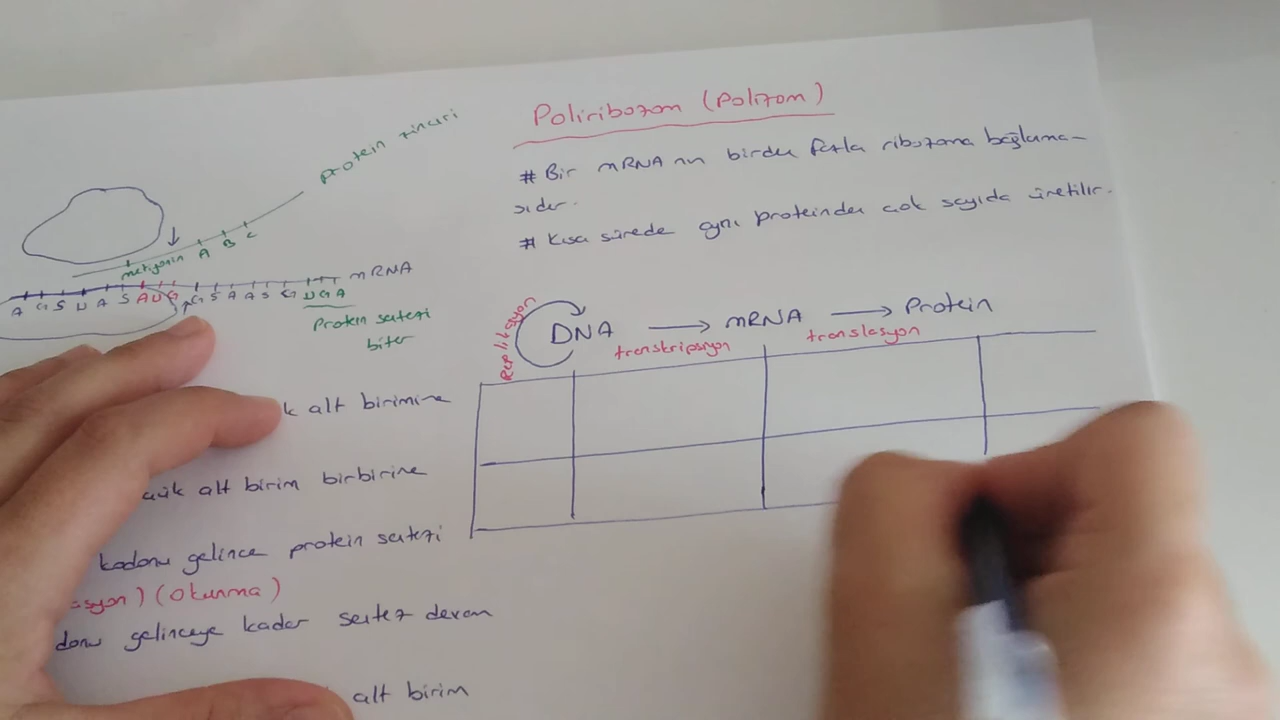 Poliribozom (Polizom)
# Bir mRNA nın birden fazla ribozoma bağlanma-
sıdır.
# Kısa sürede aynı proteinden çok sayıda üretilir.
protein zinciri
metiyonin A B C
mRNA
A G S U A S A U G G S A A S G U G A
Protein sentezi
biter
Replikasyon
DNA → mRNA → Protein
transkripsiyon translasyon
k alt birimine
çük alt birim birbirine
kodonu gelince protein sentezi
syon) (Okunma)
donu gelinceye kadar sentez devam
alt birim